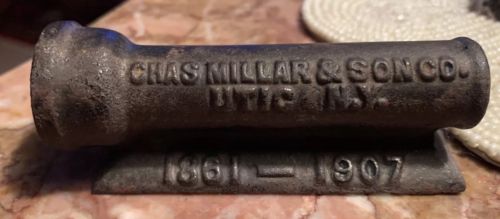 CHAS MILLAR & SON CO.
UTICA N.Y.
1861 — 1907